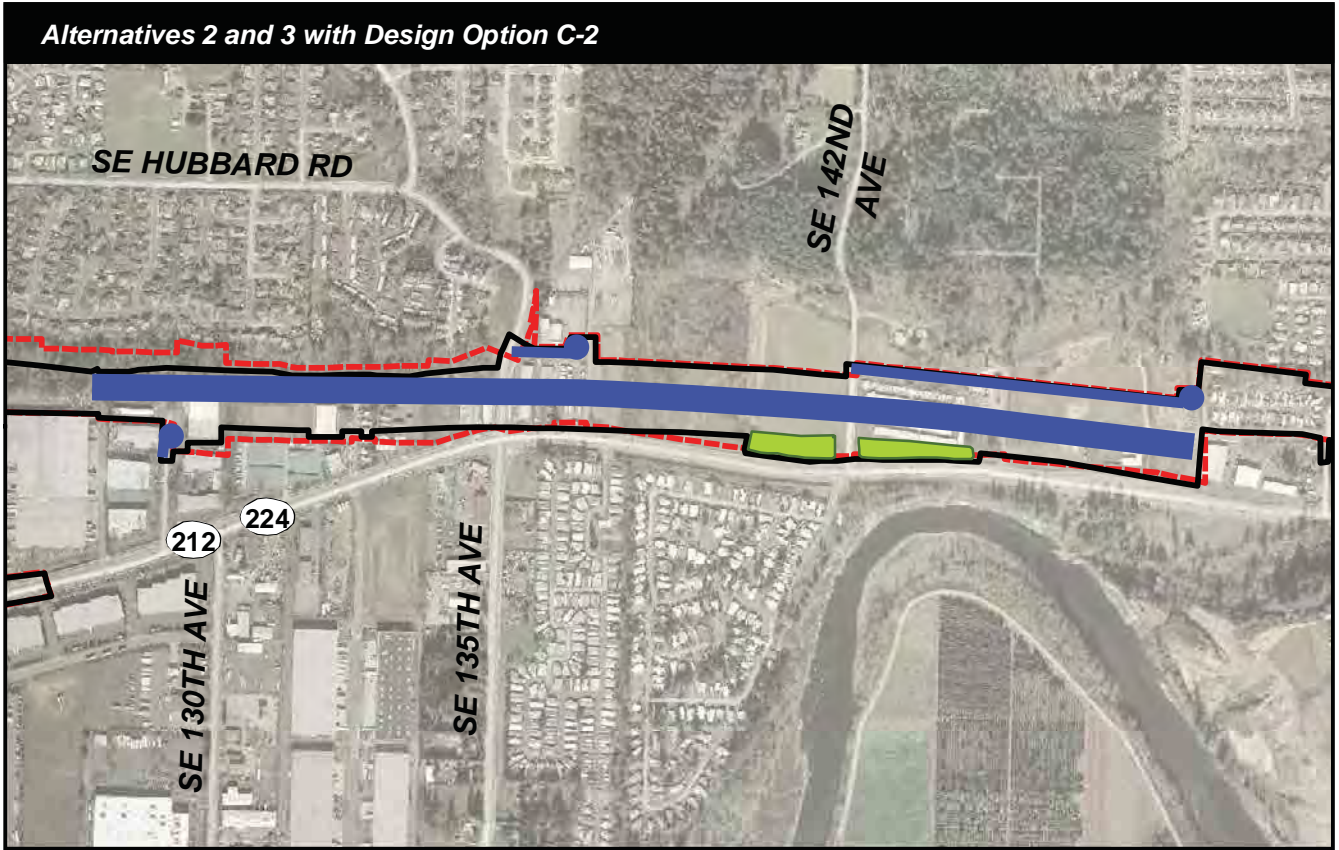 Alternatives 2 and 3 with Design Option C-2
SE HUBBARD RD
SE 142ND
AVE
224
212
SE 130TH AVE
SE 135TH AVE